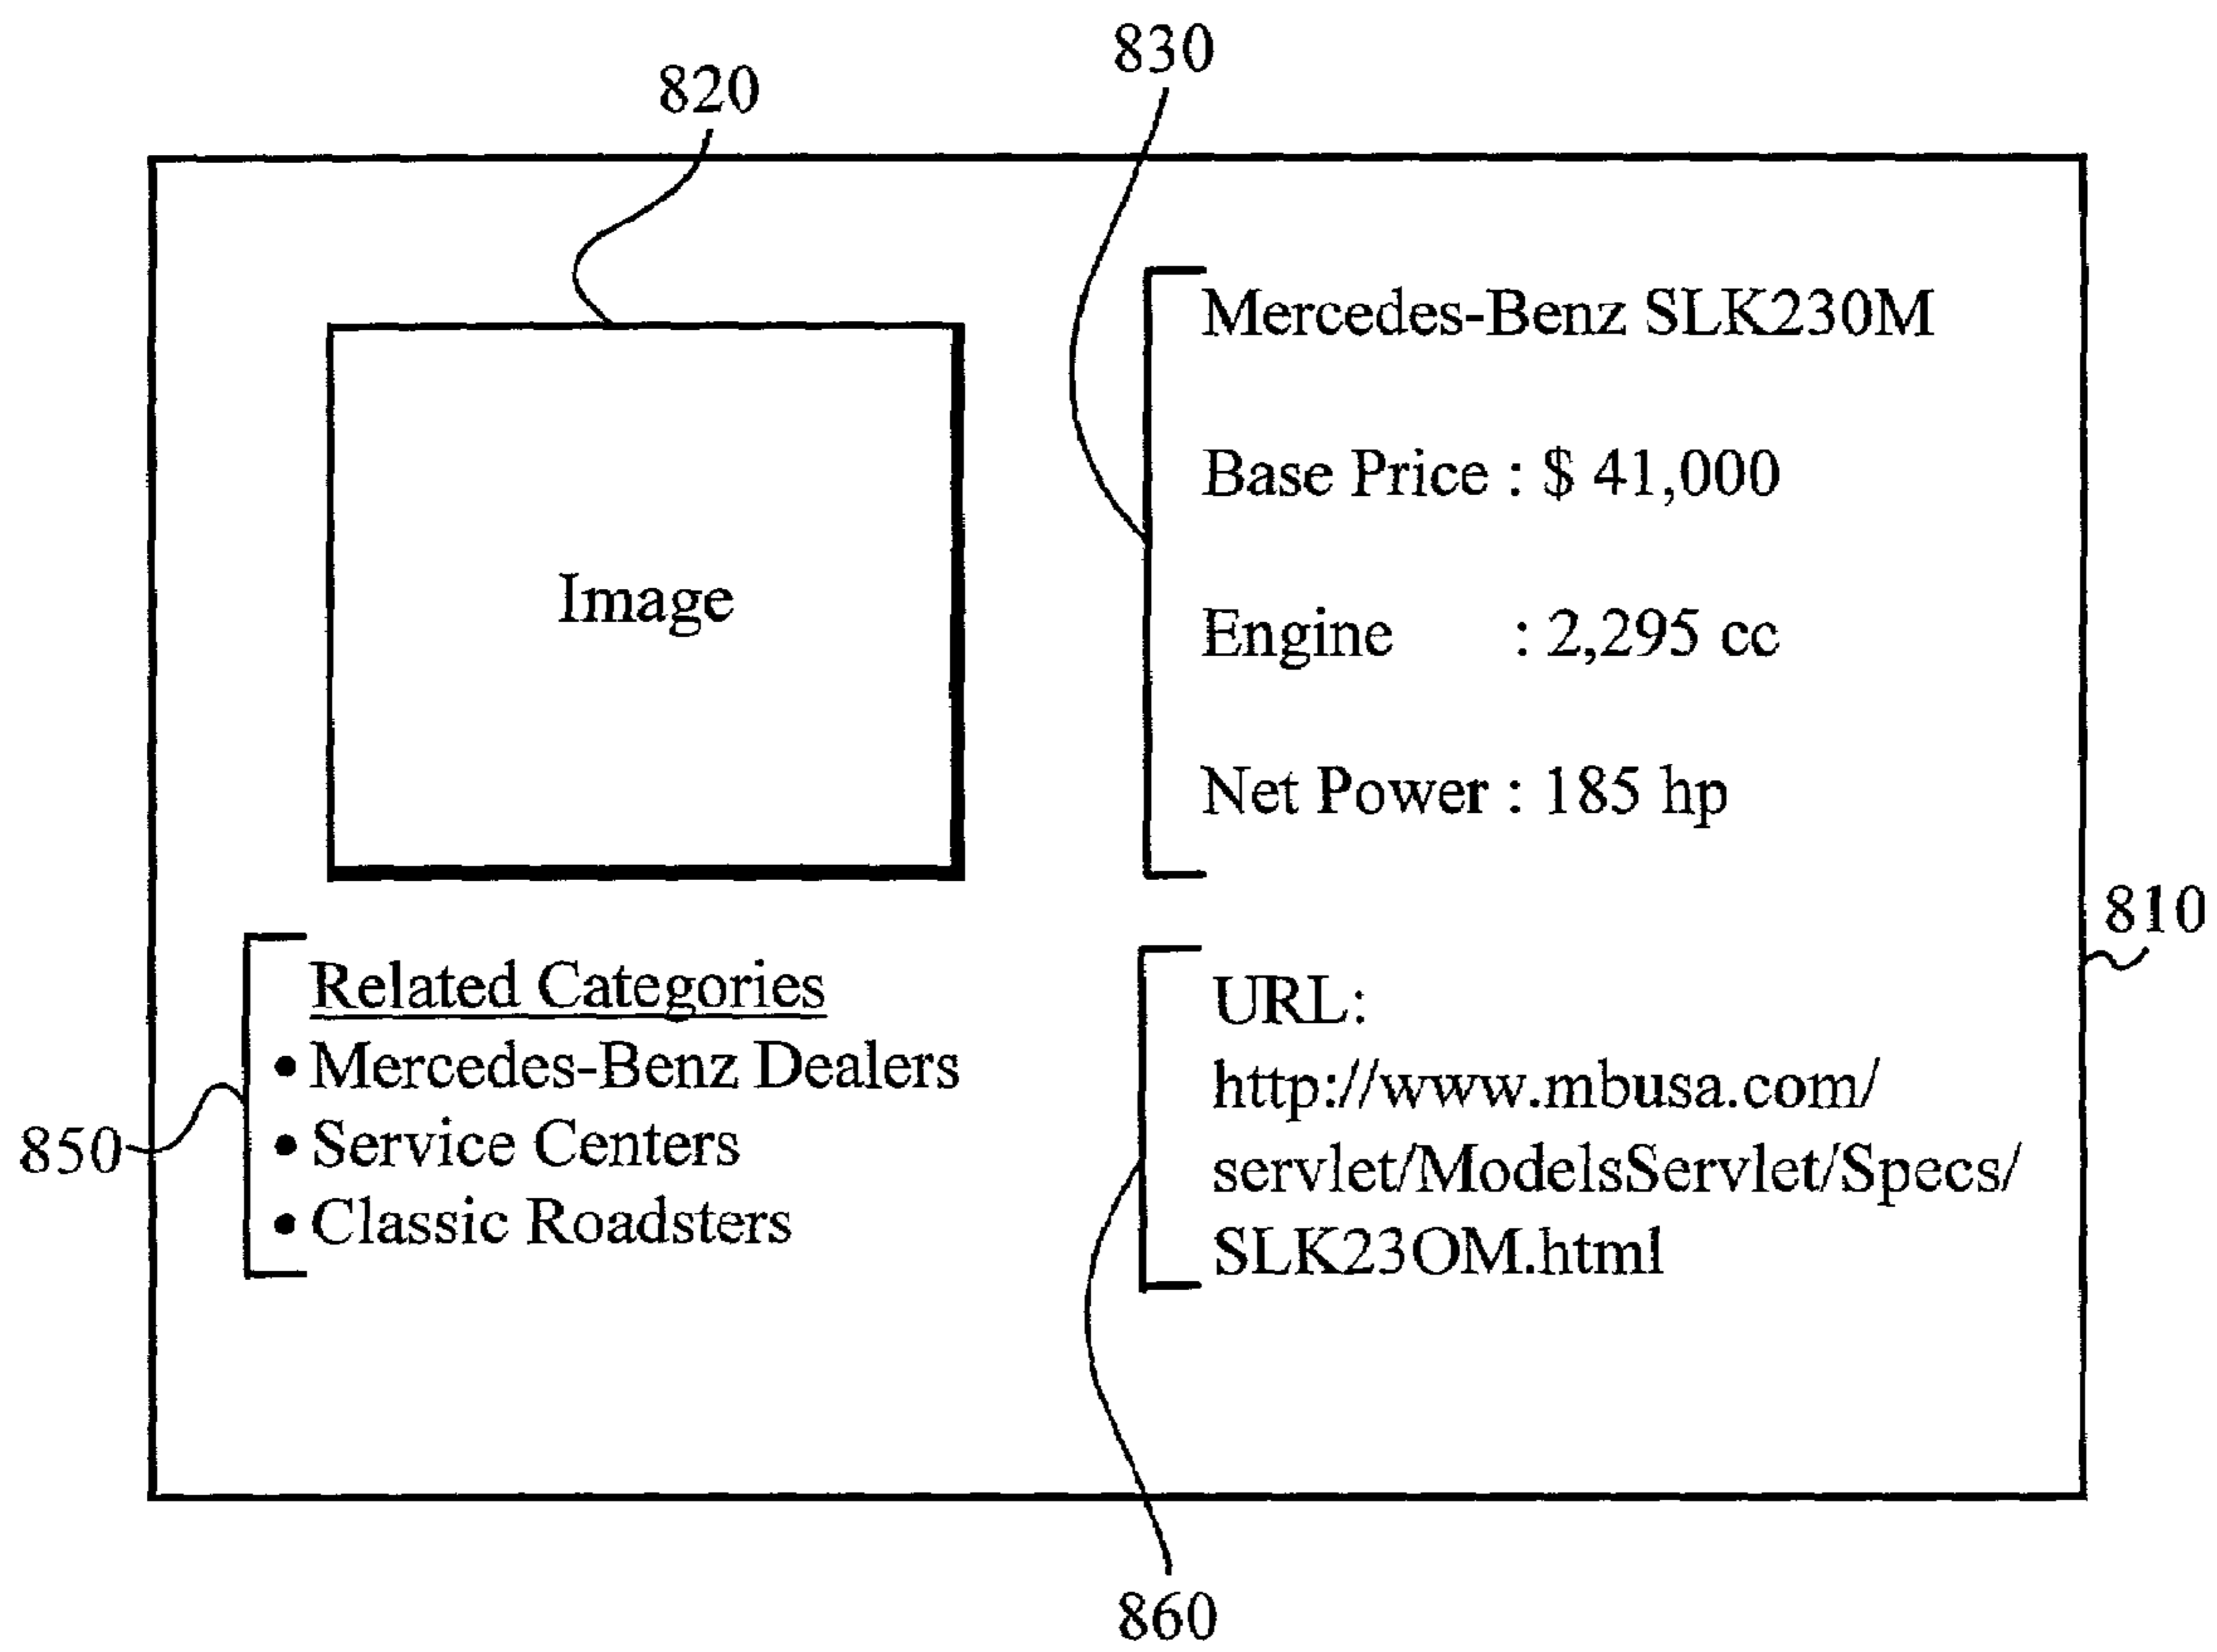 830
820
Mercedes-Benz SLK230M
Base Price : $ 41,000
Image
Engine : 2,295 cc
Net Power : 185 hp
810
Related Categories
• Mercedes-Benz Dealers
• Service Centers
• Classic Roadsters
850
URL:
http://www.mbusa.com/
servlet/ModelsServlet/Specs/
SLK23OM.html
860